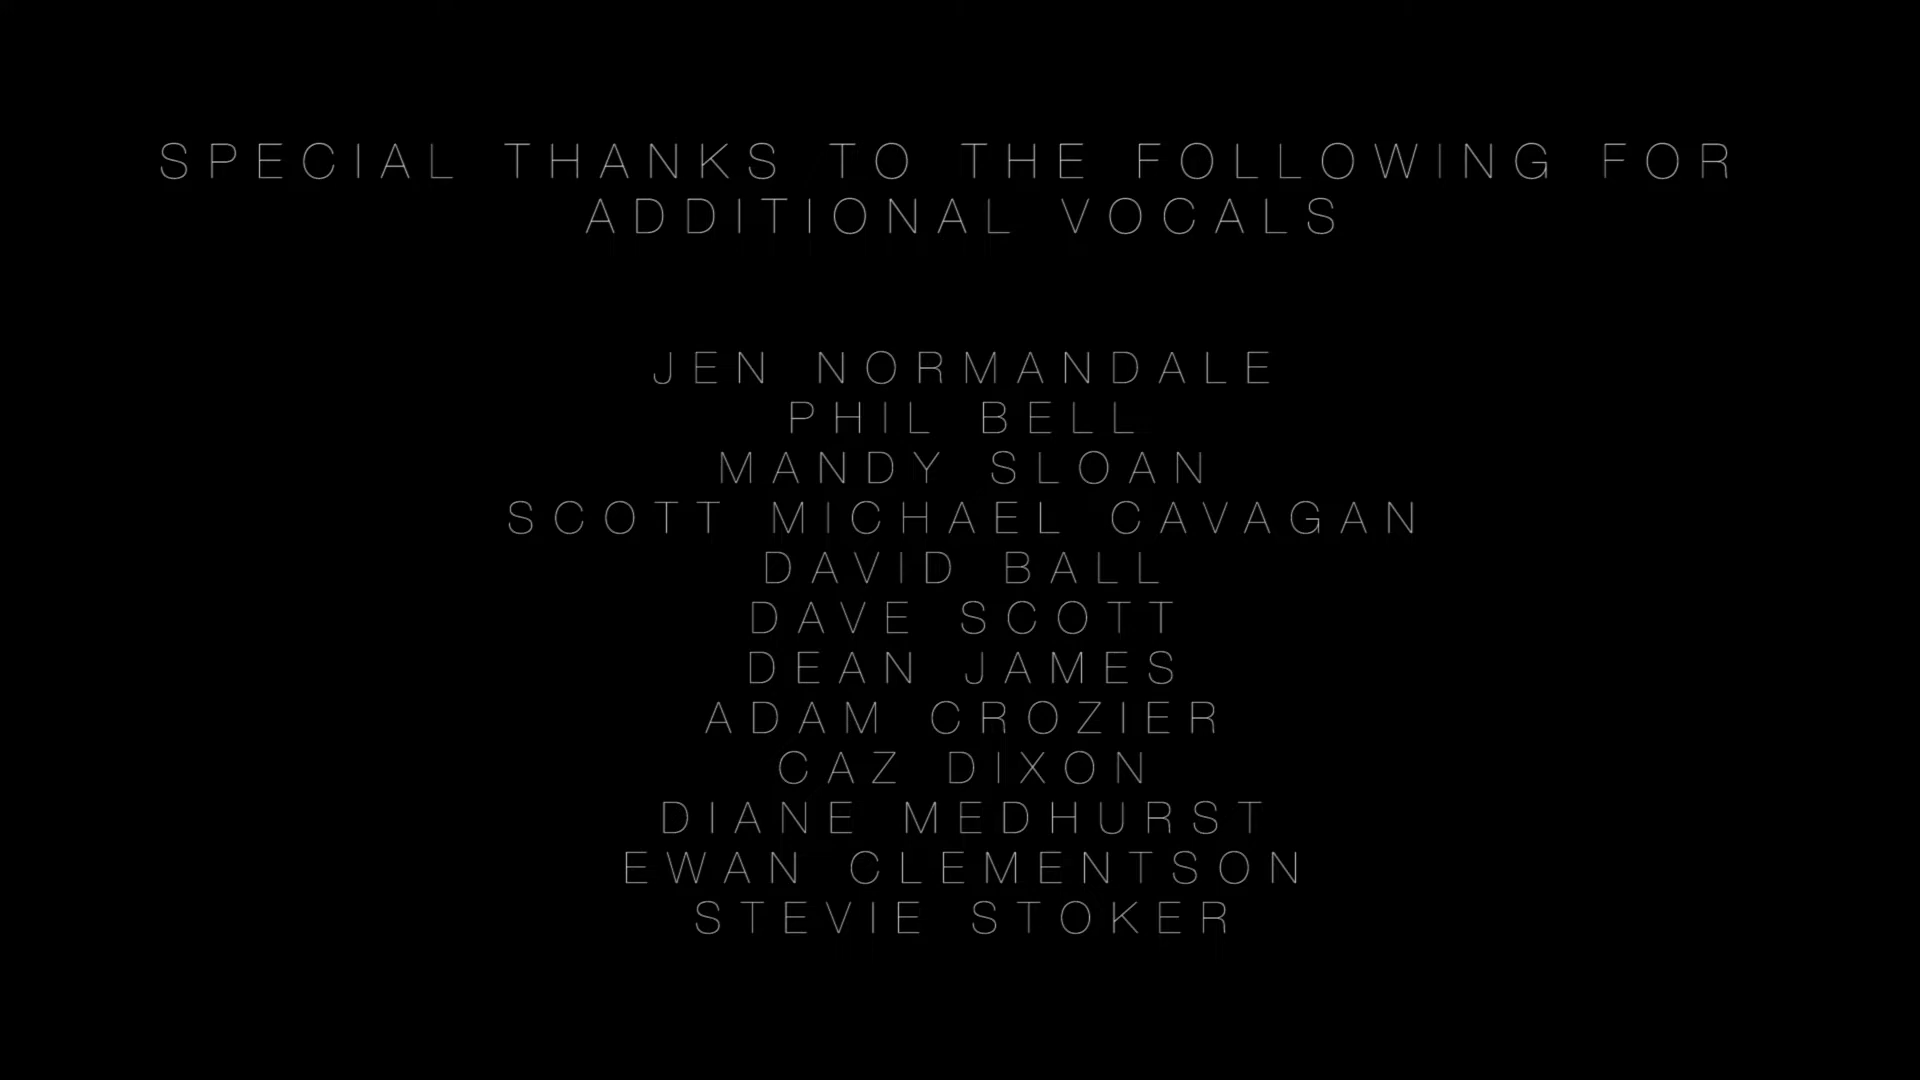 SPECIAL THANKS TO THE FOLLOWING FOR
ADDITIONAL VOCALS
JEN NORMANDALE
PHIL BELL
MANDY SLOAN
SCOTT MICHAEL CAVAGAN
DAVID BALL
DAVE SCOTT
DEAN JAMES
ADAM CROZIER
CAZ DIXON
DIANE MEDHURST
EWAN CLEMENTSON
STEVIE STOKER